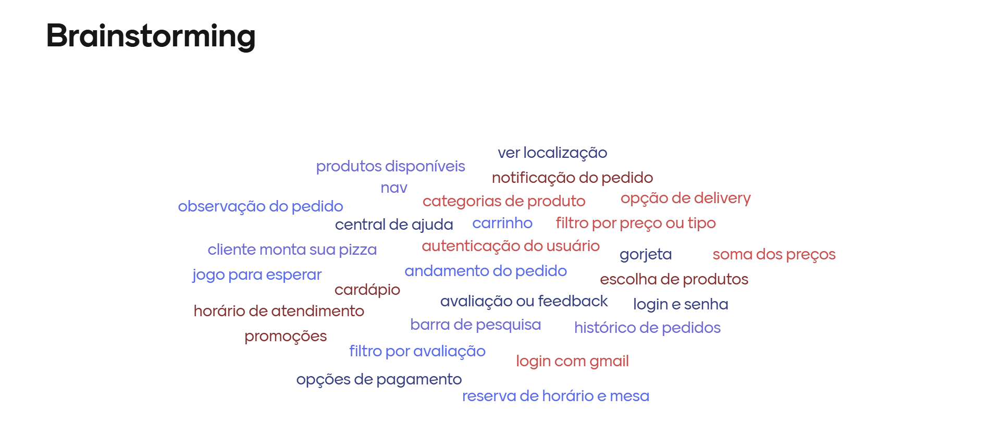 Brainstorming
ver localização
produtos disponíveis
notificação do pedido
nav
categorias de produto
opção de delivery
observação do pedido
central de ajuda
carrinho
filtro por preço ou tipo
cliente monta sua pizza
autenticação do usuário
gorjeta
soma dos preços
jogo para esperar
andamento do pedido
escolha de produtos
cardápio
avaliação ou feedback
login e senha
horário de atendimento
barra de pesquisa
histórico de pedidos
promoções
filtro por avaliação
login com gmail
opções de pagamento
reserva de horário e mesa